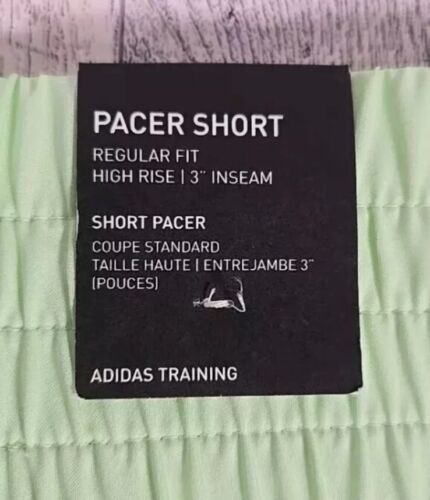 PACER SHORT
REGULAR FIT
HIGH RISE | 3" INSEAM
SHORT PACER
COUPE STANDARD
TAILLE HAUTE | ENTREJAMBE 3"
(POUCES)
ADIDAS TRAINING